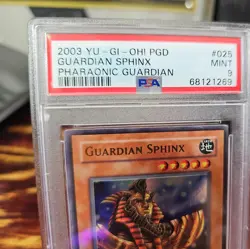 2003 YU-GI-OH! PGD #025
GUARDIAN SPHINX MINT
PHARAONIC GUARDIAN 9
PSA 68121269
GUARDIAN SPHINX
地